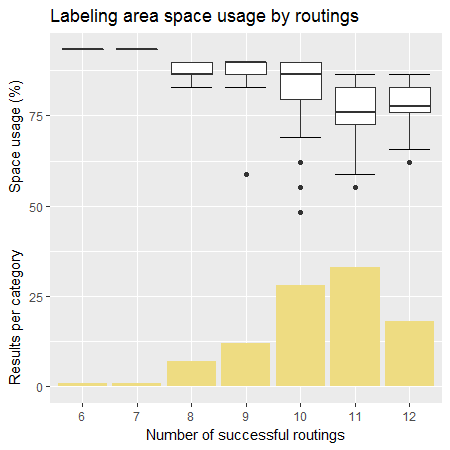 Labeling area space usage by routings
Space usage (%)
Results per category
75
50
25
0
6 7 8 9 10 11 12
Number of successful routings